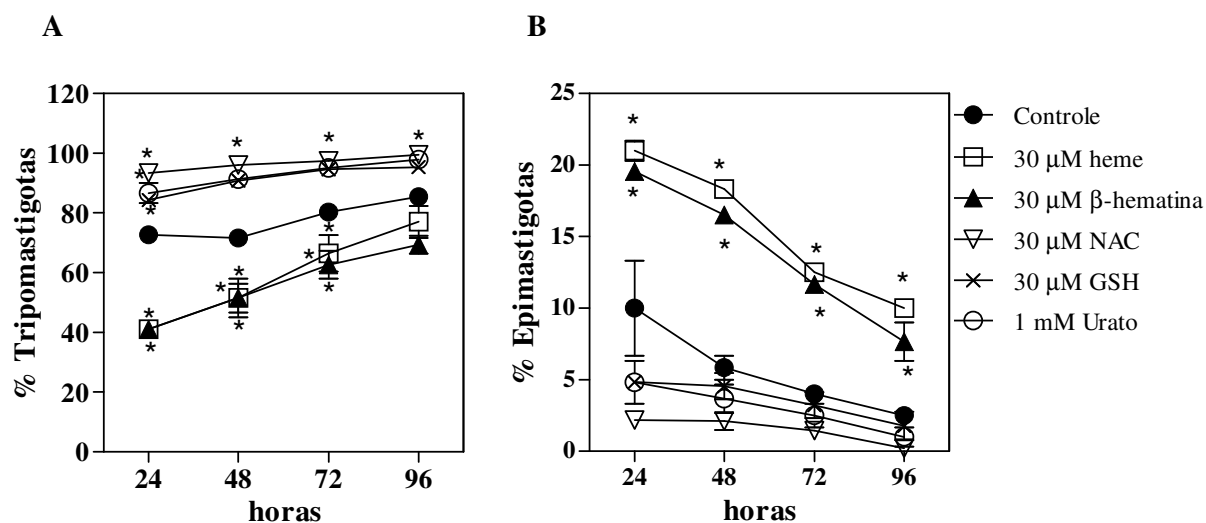 A
B
% Tripomastigotas
120
100
80
60
40
20
0
24 48 72 96
horas
% Epimastigotas
25
20
15
10
5
0
24 48 72 96
horas
Controle
30 µM heme
30 µM β-hematina
30 µM NAC
30 µM GSH
1 mM Urato